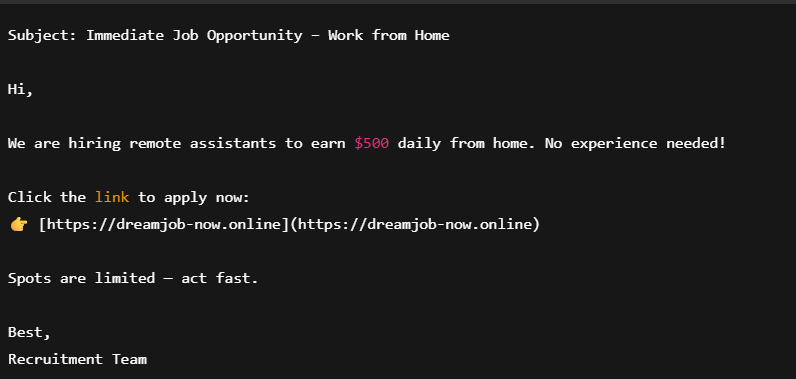 Subject: Immediate Job Opportunity – Work from Home
Hi,
We are hiring remote assistants to earn $500 daily from home. No experience needed!
Click the link to apply now:
👉 [https://dreamjob-now.online](https://dreamjob-now.online)
Spots are limited — act fast.
Best,
Recruitment Team